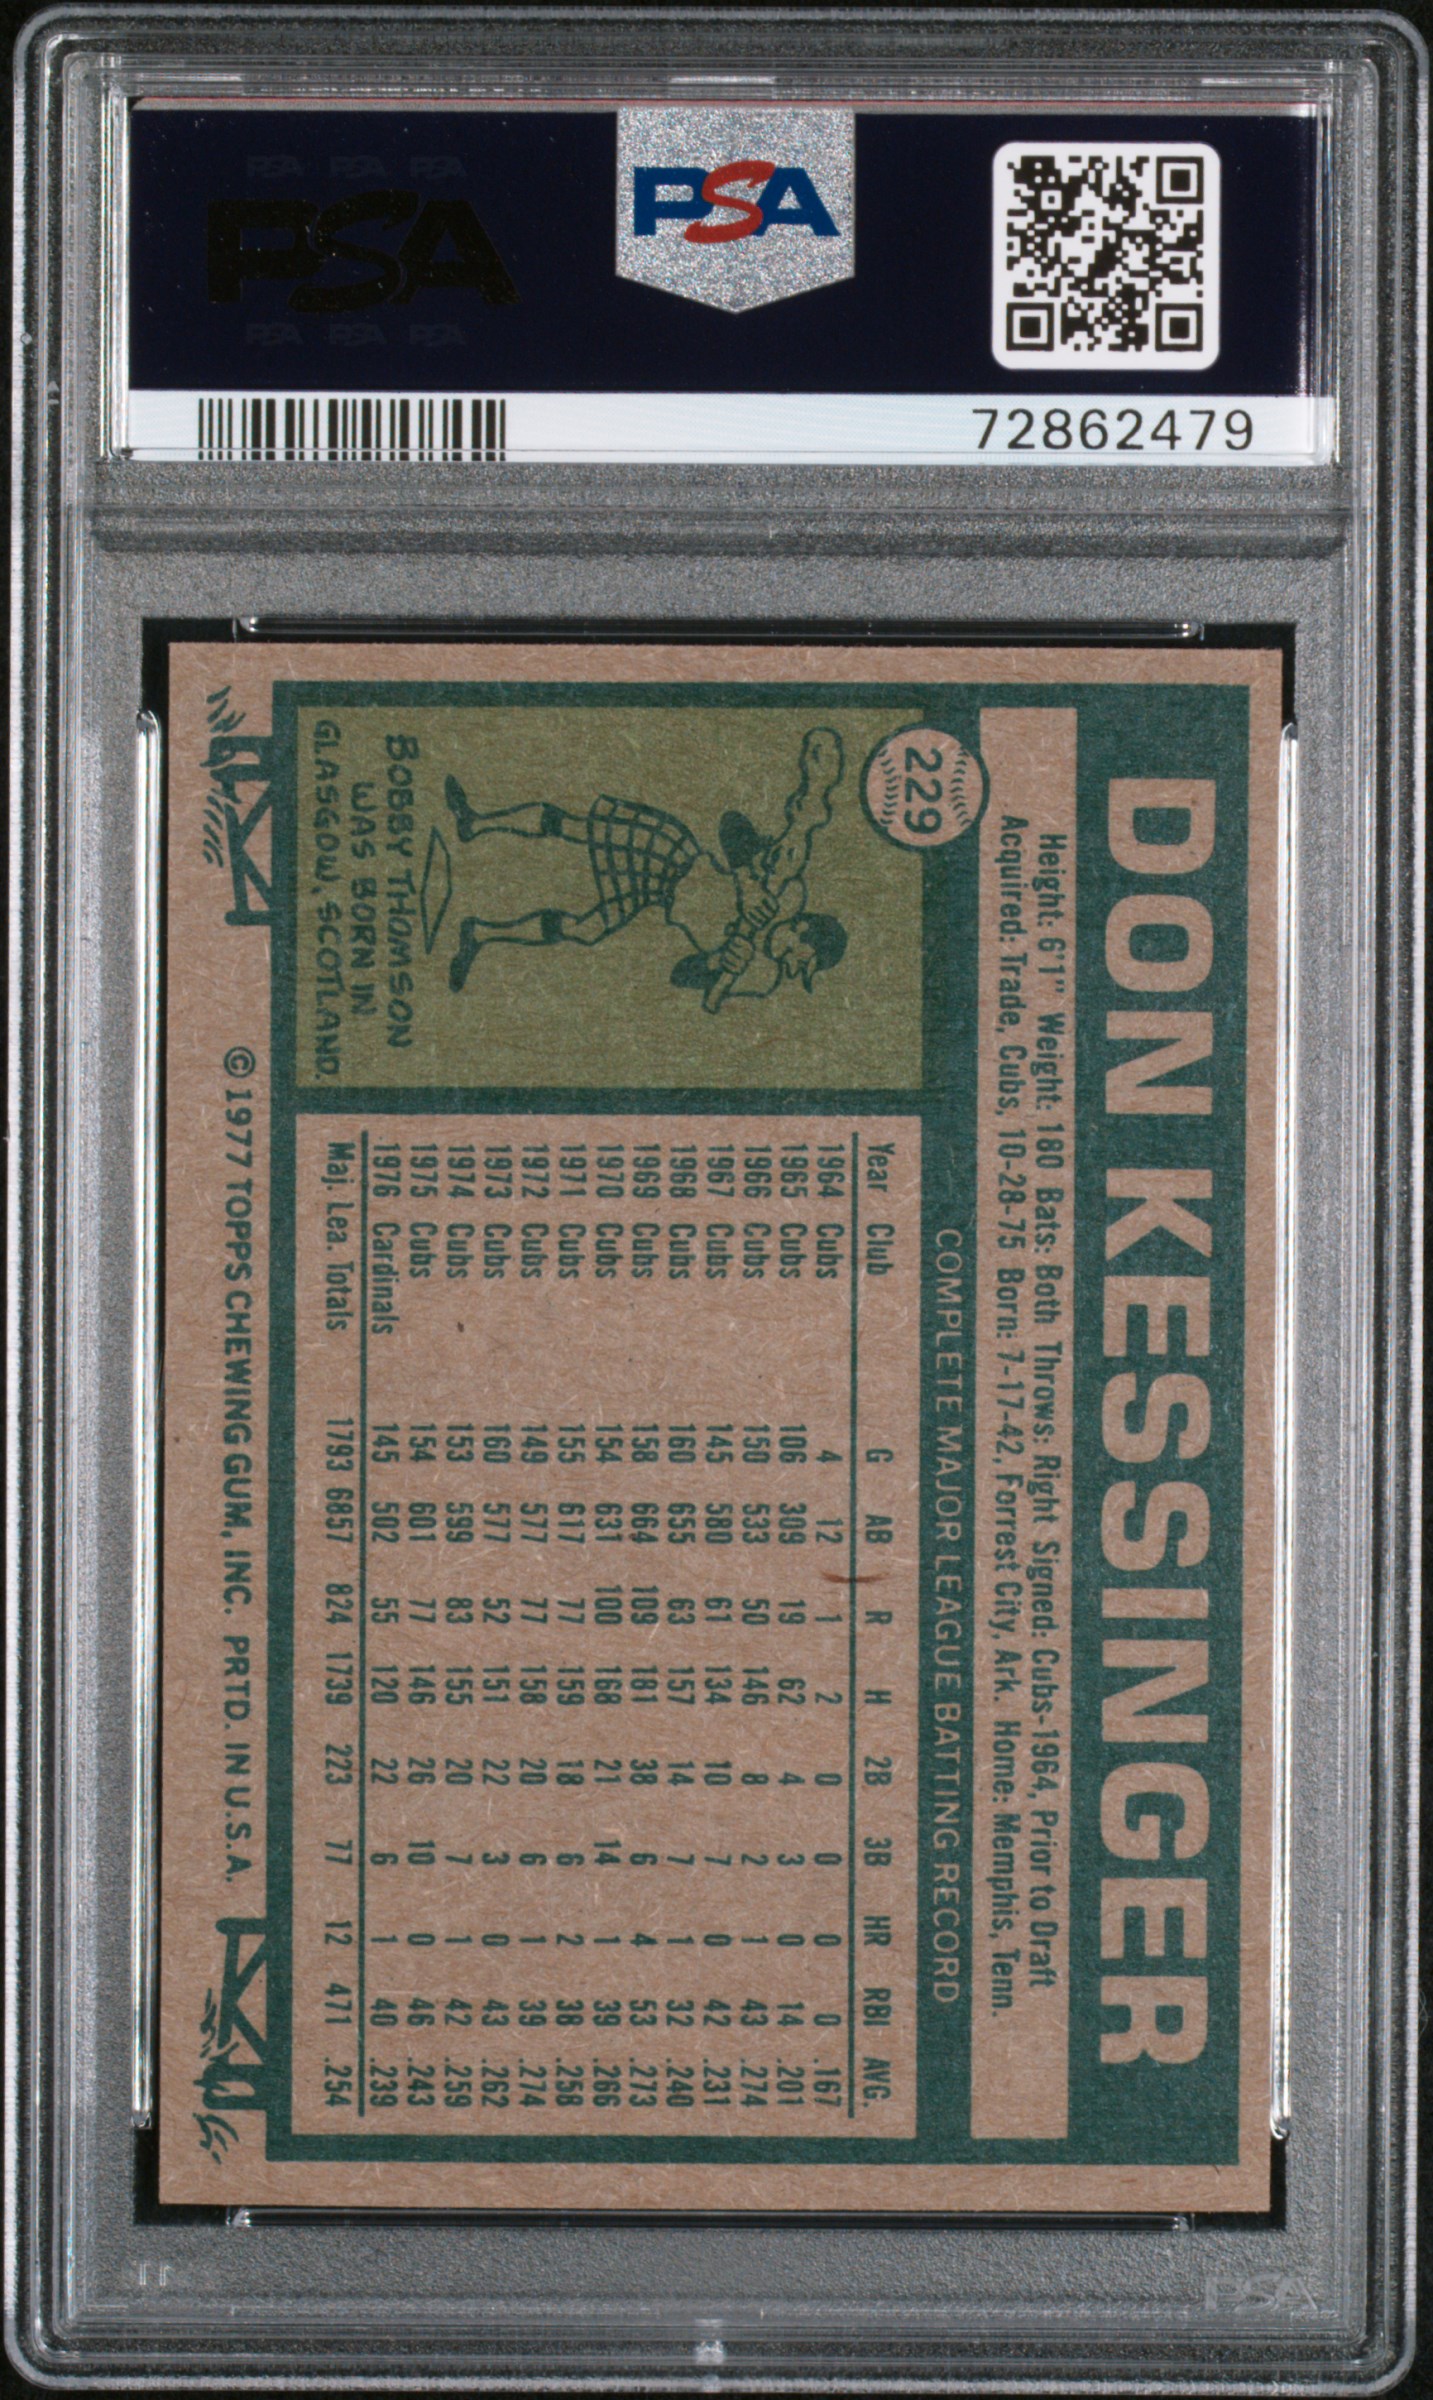 PSA PSA PSA
PSA
PSA PSA PSA
PSA
72862479
DON KESSINGER
229
Height: 6'1" Weight: 180 Bats: Both Throws: Right Signed: Cubs-1964, Prior to Draft
Acquired: Trade, Cubs, 10-28-75 Born: 7-17-42, Forrest City, Ark. Home: Memphis, Tenn.
COMPLETE MAJOR LEAGUE BATTING RECORD
Year Club G AB R H 2B 3B HR RBI AVG.
1964 Cubs 4 12 1 2 0 0 0 0 .167
1965 Cubs 106 309 19 62 4 3 0 14 .201
1966 Cubs 150 533 50 146 8 2 1 43 .274
1967 Cubs 145 580 61 134 10 7 0 42 .231
1968 Cubs 160 655 63 157 14 7 1 32 .240
1969 Cubs 158 664 109 181 38 6 4 53 .273
1970 Cubs 154 631 100 168 21 14 1 39 .266
1971 Cubs 155 617 77 159 18 6 2 38 .258
1972 Cubs 149 577 77 158 20 6 1 39 .274
1973 Cubs 160 577 52 151 22 3 0 43 .262
1974 Cubs 153 599 83 155 20 7 1 42 .259
1975 Cubs 154 601 77 146 26 10 0 46 .243
1976 Cardinals 145 502 55 120 22 6 1 40 .239
Maj. Lea. Totals 1793 6857 824 1739 223 77 12 471 .254
BOBBY THOMSON
WAS BORN IN
GLASGOW, SCOTLAND.
© 1977 TOPPS CHEWING GUM, INC. PRTD. IN U.S.A.
PSA